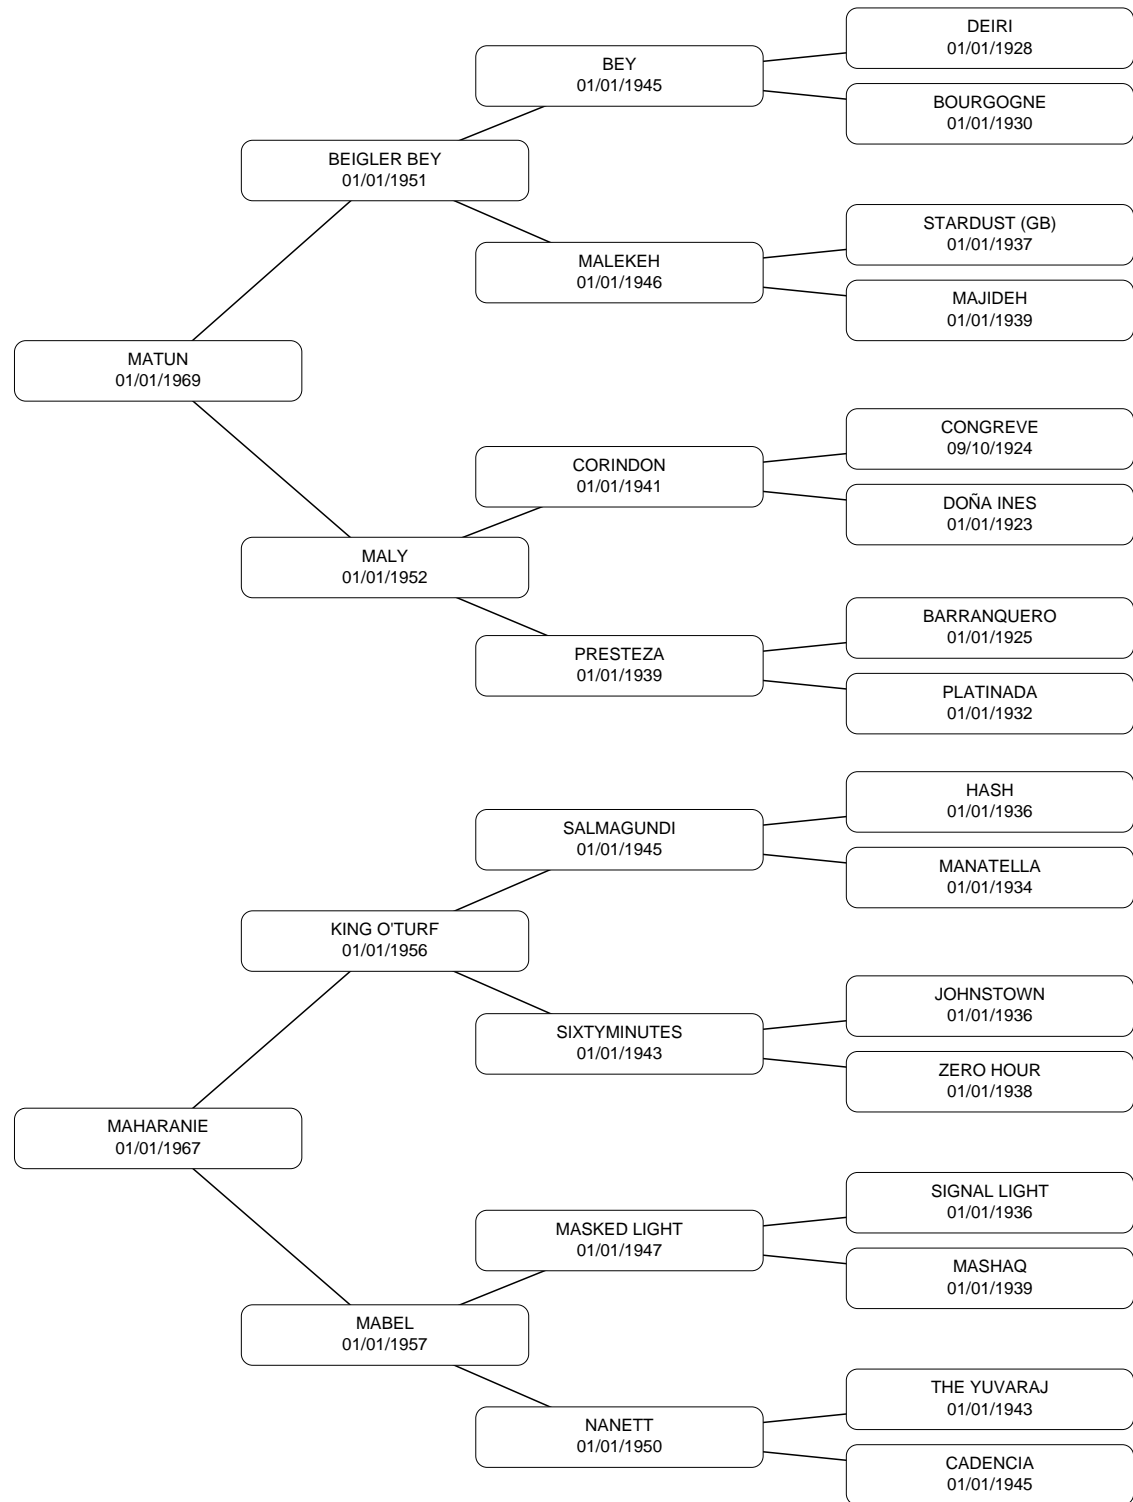 DEIRI
01/01/1928
BEY
01/01/1945
BOURGOGNE
01/01/1930
BEIGLER BEY
01/01/1951
STARDUST (GB)
01/01/1937
MALEKEH
01/01/1946
MAJIDEH
01/01/1939
MATUN
01/01/1969
CONGREVE
09/10/1924
CORINDON
01/01/1941
DOÑA INES
01/01/1923
MALY
01/01/1952
BARRANQUERO
01/01/1925
PRESTEZA
01/01/1939
PLATINADA
01/01/1932
HASH
01/01/1936
SALMAGUNDI
01/01/1945
MANATELLA
01/01/1934
KING O'TURF
01/01/1956
JOHNSTOWN
01/01/1936
SIXTYMINUTES
01/01/1943
ZERO HOUR
01/01/1938
MAHARANIE
01/01/1967
SIGNAL LIGHT
01/01/1936
MASKED LIGHT
01/01/1947
MASHAQ
01/01/1939
MABEL
01/01/1957
THE YUVARAJ
01/01/1943
NANETT
01/01/1950
CADENCIA
01/01/1945